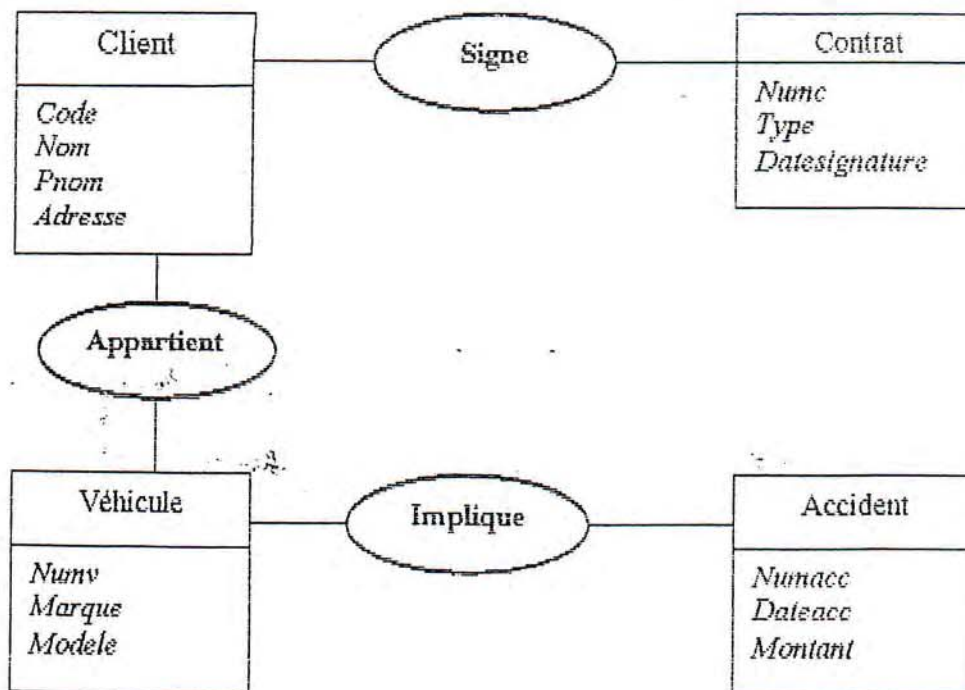 Client
Code
Nom
Pnom
Adresse
Signe
Contrat
Numc
Type
Datesignature
Appartient
Véhicule
Numv
Marque
Modele
Implique
Accident
Numacc
Dateacc
Montant